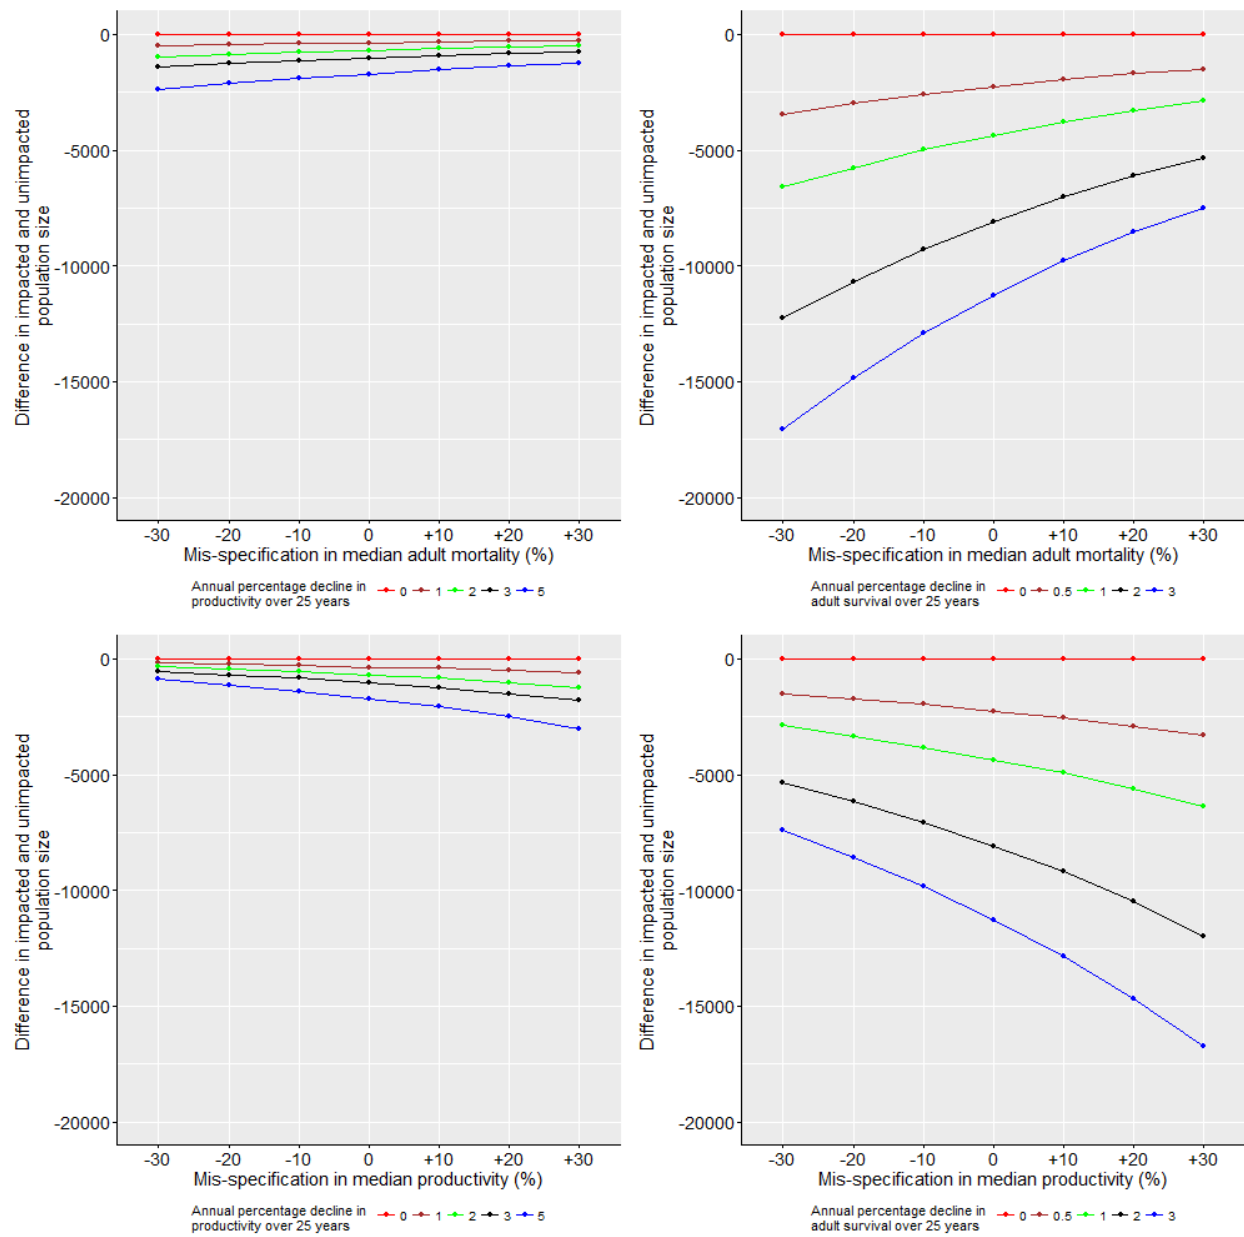 0
-5000
-10000
-15000
-20000
Difference in impacted and unimpacted
population size
-30 -20 -10 0 +10 +20 +30
Mis-specification in median adult mortality (%)
Annual percentage decline in
productivity over 25 years
0 1 2 3 5
0
-5000
-10000
-15000
-20000
Difference in impacted and unimpacted
population size
-30 -20 -10 0 +10 +20 +30
Mis-specification in median adult mortality (%)
Annual percentage decline in
adult survival over 25 years
0 0.5 1 2 3
0
-5000
-10000
-15000
-20000
Difference in impacted and unimpacted
population size
-30 -20 -10 0 +10 +20 +30
Mis-specification in median productivity (%)
Annual percentage decline in
productivity over 25 years
0 1 2 3 5
0
-5000
-10000
-15000
-20000
Difference in impacted and unimpacted
population size
-30 -20 -10 0 +10 +20 +30
Mis-specification in median productivity (%)
Annual percentage decline in
adult survival over 25 years
0 0.5 1 2 3